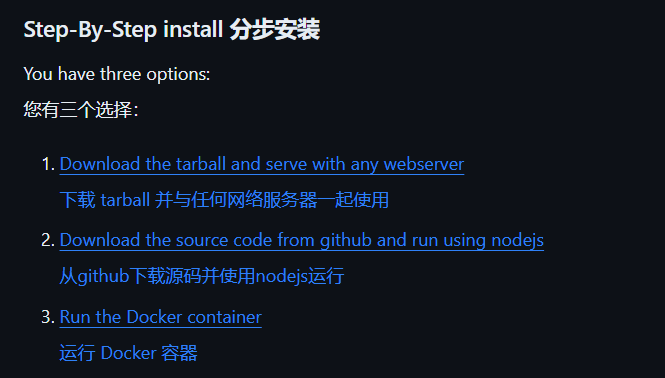 Step-By-Step install 分步安装
You have three options:
您有三个选择：
1. Download the tarball and serve with any webserver
下载 tarball 并与任何网络服务器一起使用
2. Download the source code from github and run using nodejs
从github下载源码并使用nodejs运行
3. Run the Docker container
运行 Docker 容器